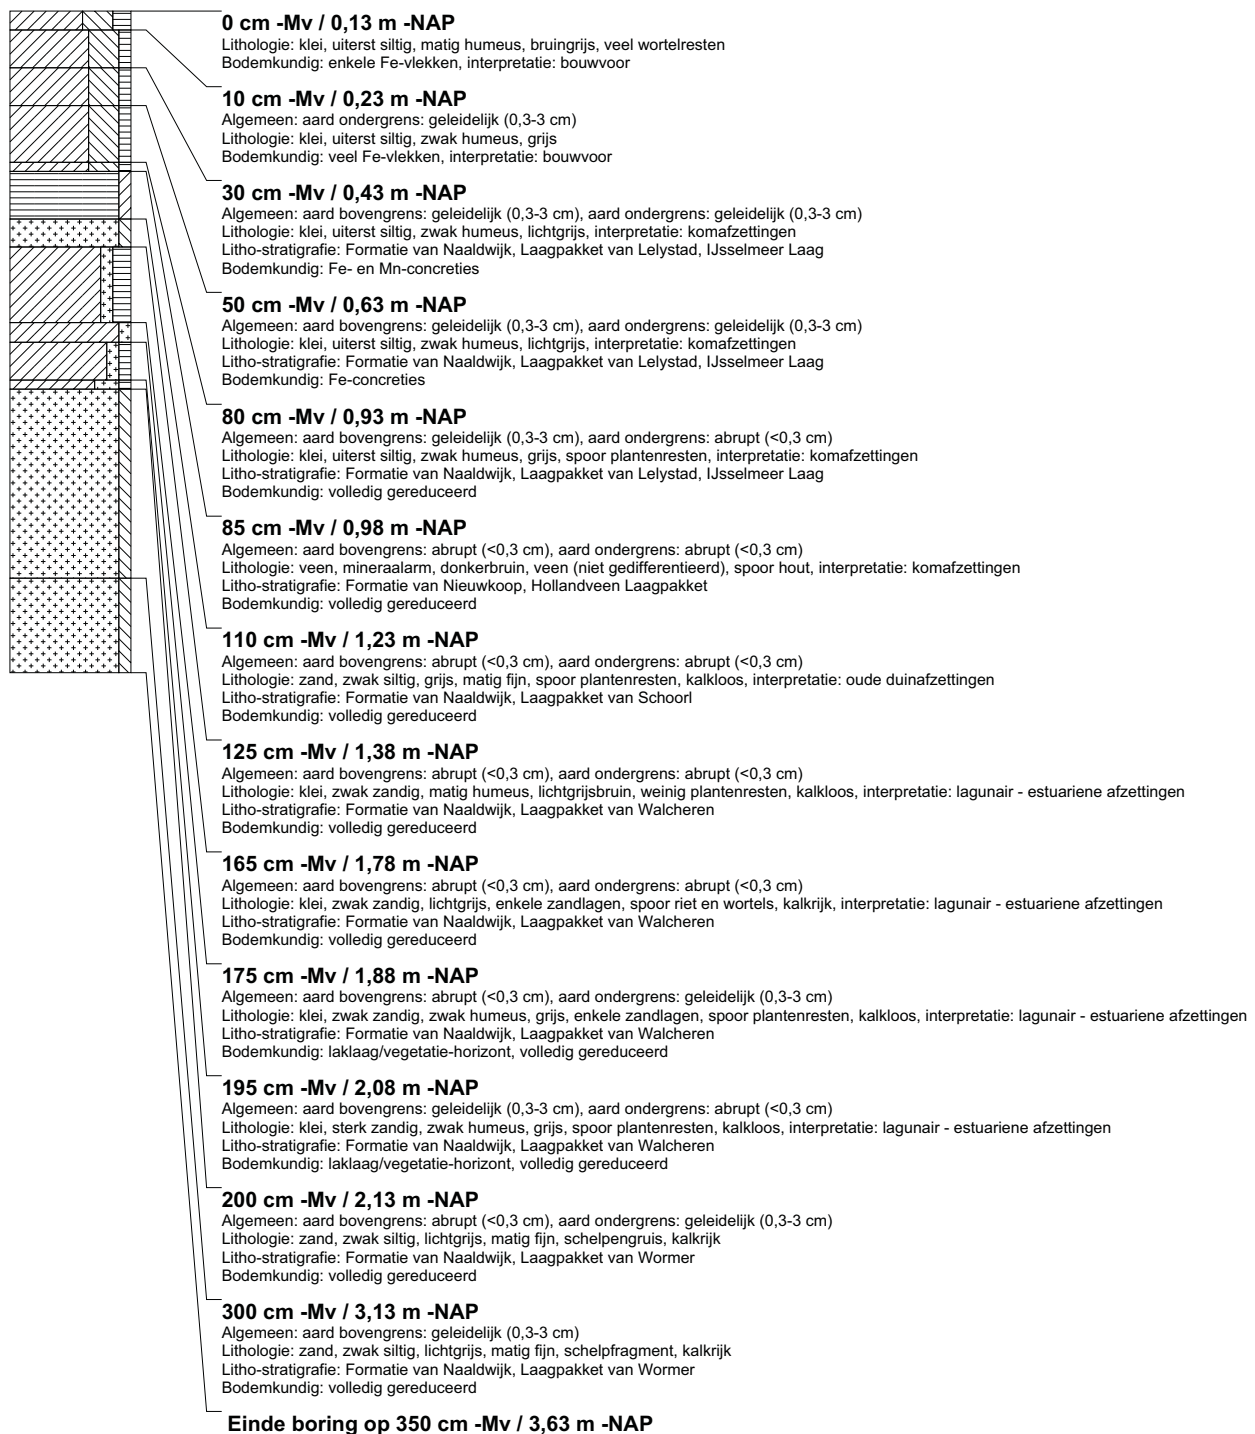 0 cm -Mv / 0,13 m -NAP
Lithologie: klei, uiterst siltig, matig humeus, bruingrijs, veel wortelresten
Bodemkundig: enkele Fe-vlekken, interpretatie: bouwvoor
10 cm -Mv / 0,23 m -NAP
Algemeen: aard ondergrens: geleidelijk (0,3-3 cm)
Lithologie: klei, uiterst siltig, zwak humeus, grijs
Bodemkundig: veel Fe-vlekken, interpretatie: bouwvoor
30 cm -Mv / 0,43 m -NAP
Algemeen: aard bovengrens: geleidelijk (0,3-3 cm), aard ondergrens: geleidelijk (0,3-3 cm)
Lithologie: klei, uiterst siltig, zwak humeus, lichtgrijs, interpretatie: komafzettingen
Litho-stratigrafie: Formatie van Naaldwijk, Laagpakket van Lelystad, IJsselmeer Laag
Bodemkundig: Fe- en Mn-concreties
50 cm -Mv / 0,63 m -NAP
Algemeen: aard bovengrens: geleidelijk (0,3-3 cm), aard ondergrens: geleidelijk (0,3-3 cm)
Lithologie: klei, uiterst siltig, zwak humeus, lichtgrijs, interpretatie: komafzettingen
Litho-stratigrafie: Formatie van Naaldwijk, Laagpakket van Lelystad, IJsselmeer Laag
Bodemkundig: Fe-concreties
80 cm -Mv / 0,93 m -NAP
Algemeen: aard bovengrens: geleidelijk (0,3-3 cm), aard ondergrens: abrupt (<0,3 cm)
Lithologie: klei, uiterst siltig, zwak humeus, grijs, spoor plantenresten, interpretatie: komafzettingen
Litho-stratigrafie: Formatie van Naaldwijk, Laagpakket van Lelystad, IJsselmeer Laag
Bodemkundig: volledig gereduceerd
85 cm -Mv / 0,98 m -NAP
Algemeen: aard bovengrens: abrupt (<0,3 cm), aard ondergrens: abrupt (<0,3 cm)
Lithologie: veen, mineraalarm, donkerbruin, veen (niet gedifferentieerd), spoor hout, interpretatie: komafzettingen
Litho-stratigrafie: Formatie van Nieuwkoop, Hollandveen Laagpakket
Bodemkundig: volledig gereduceerd
110 cm -Mv / 1,23 m -NAP
Algemeen: aard bovengrens: abrupt (<0,3 cm), aard ondergrens: abrupt (<0,3 cm)
Lithologie: zand, zwak siltig, grijs, matig fijn, spoor plantenresten, kalkloos, interpretatie: oude duinafzettingen
Litho-stratigrafie: Formatie van Naaldwijk, Laagpakket van Schoorl
Bodemkundig: volledig gereduceerd
125 cm -Mv / 1,38 m -NAP
Algemeen: aard bovengrens: abrupt (<0,3 cm), aard ondergrens: abrupt (<0,3 cm)
Lithologie: klei, zwak zandig, matig humeus, lichtgrijsbruin, weinig plantenresten, kalkloos, interpretatie: lagunair - estuariene afzettingen
Litho-stratigrafie: Formatie van Naaldwijk, Laagpakket van Walcheren
Bodemkundig: volledig gereduceerd
165 cm -Mv / 1,78 m -NAP
Algemeen: aard bovengrens: abrupt (<0,3 cm), aard ondergrens: abrupt (<0,3 cm)
Lithologie: klei, zwak zandig, lichtgrijs, enkele zandlagen, spoor riet en wortels, kalkrijk, interpretatie: lagunair - estuariene afzettingen
Litho-stratigrafie: Formatie van Naaldwijk, Laagpakket van Walcheren
Bodemkundig: volledig gereduceerd
175 cm -Mv / 1,88 m -NAP
Algemeen: aard bovengrens: abrupt (<0,3 cm), aard ondergrens: geleidelijk (0,3-3 cm)
Lithologie: klei, zwak zandig, zwak humeus, grijs, enkele zandlagen, spoor plantenresten, kalkloos, interpretatie: lagunair - estuariene afzettingen
Litho-stratigrafie: Formatie van Naaldwijk, Laagpakket van Walcheren
Bodemkundig: laklaag/vegetatie-horizont, volledig gereduceerd
195 cm -Mv / 2,08 m -NAP
Algemeen: aard bovengrens: geleidelijk (0,3-3 cm), aard ondergrens: abrupt (<0,3 cm)
Lithologie: klei, sterk zandig, zwak humeus, grijs, spoor plantenresten, kalkloos, interpretatie: lagunair - estuariene afzettingen
Litho-stratigrafie: Formatie van Naaldwijk, Laagpakket van Walcheren
Bodemkundig: laklaag/vegetatie-horizont, volledig gereduceerd
200 cm -Mv / 2,13 m -NAP
Algemeen: aard bovengrens: abrupt (<0,3 cm), aard ondergrens: geleidelijk (0,3-3 cm)
Lithologie: zand, zwak siltig, lichtgrijs, matig fijn, schelpengruis, kalkrijk
Litho-stratigrafie: Formatie van Naaldwijk, Laagpakket van Wormer
Bodemkundig: volledig gereduceerd
300 cm -Mv / 3,13 m -NAP
Algemeen: aard bovengrens: geleidelijk (0,3-3 cm)
Lithologie: zand, zwak siltig, lichtgrijs, matig fijn, schelpfragment, kalkrijk
Litho-stratigrafie: Formatie van Naaldwijk, Laagpakket van Wormer
Bodemkundig: volledig gereduceerd
Einde boring op 350 cm -Mv / 3,63 m -NAP